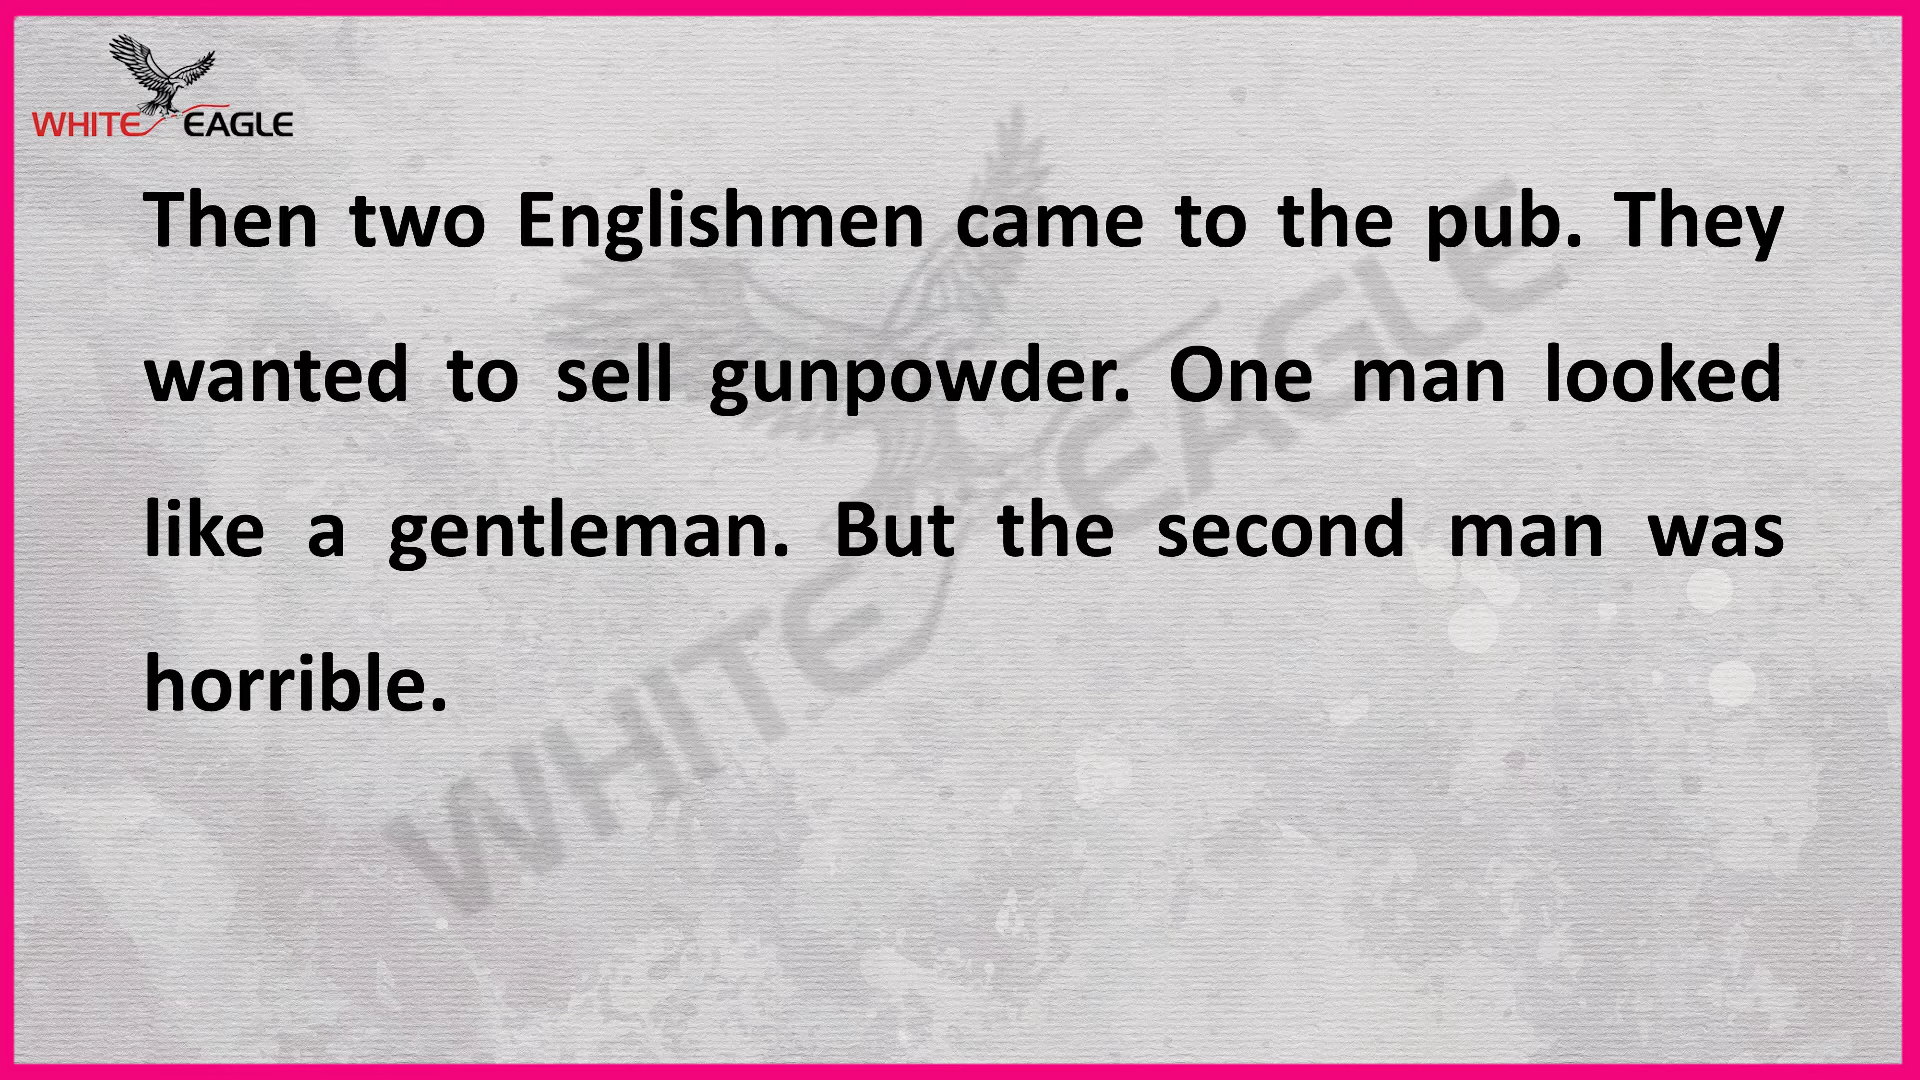 WHITE EAGLE
Then two Englishmen came to the pub. They
wanted to sell gunpowder. One man looked
like a gentleman. But the second man was
horrible.
WHITE EAGLE